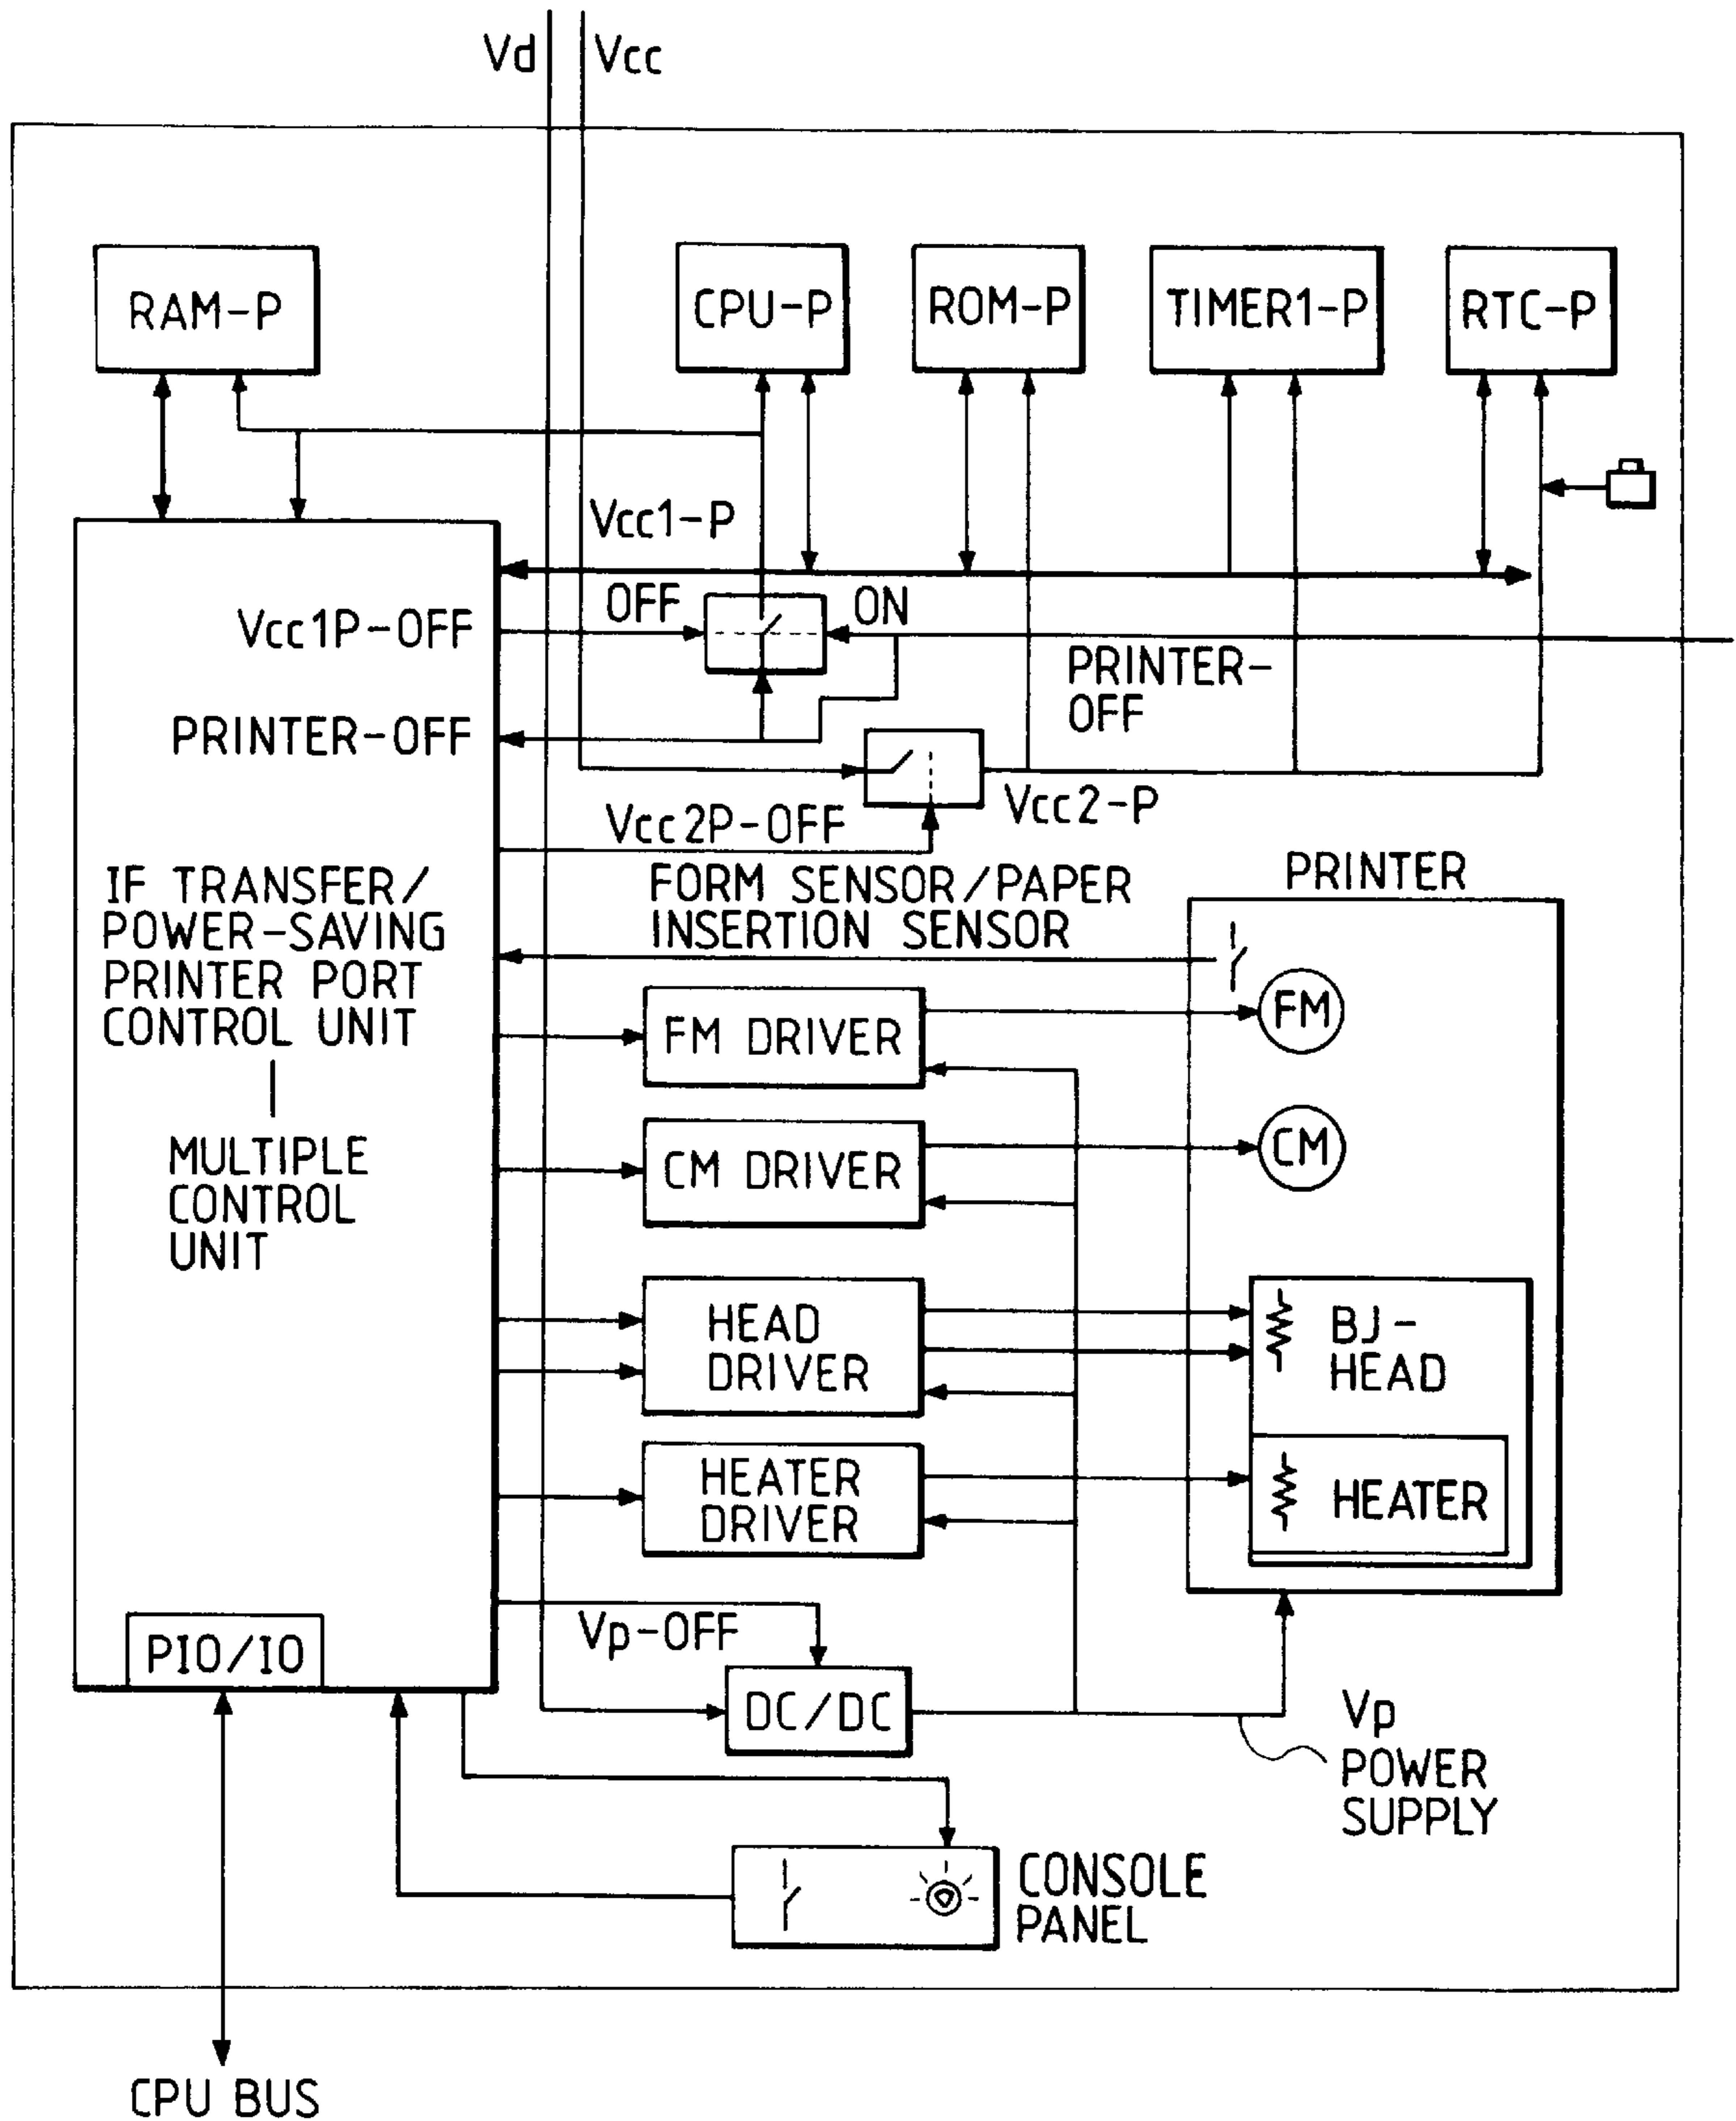 Vd
Vcc
RAM-P
CPU-P
ROM-P
TIMER1-P
RTC-P
Vcc1-P
OFF
ON
Vcc1P-OFF
PRINTER-
OFF
PRINTER-OFF
Vcc2-P
Vcc2P-OFF
IF TRANSFER/
POWER-SAVING
PRINTER PORT
CONTROL UNIT
MULTIPLE
CONTROL
UNIT
FORM SENSOR/PAPER
INSERTION SENSOR
PRINTER
FM DRIVER
FM
CM DRIVER
CM
HEAD
DRIVER
BJ-
HEAD
HEATER
DRIVER
HEATER
Vp-OFF
PIO/IO
DC/DC
Vp
POWER
SUPPLY
CONSOLE
PANEL
CPU BUS